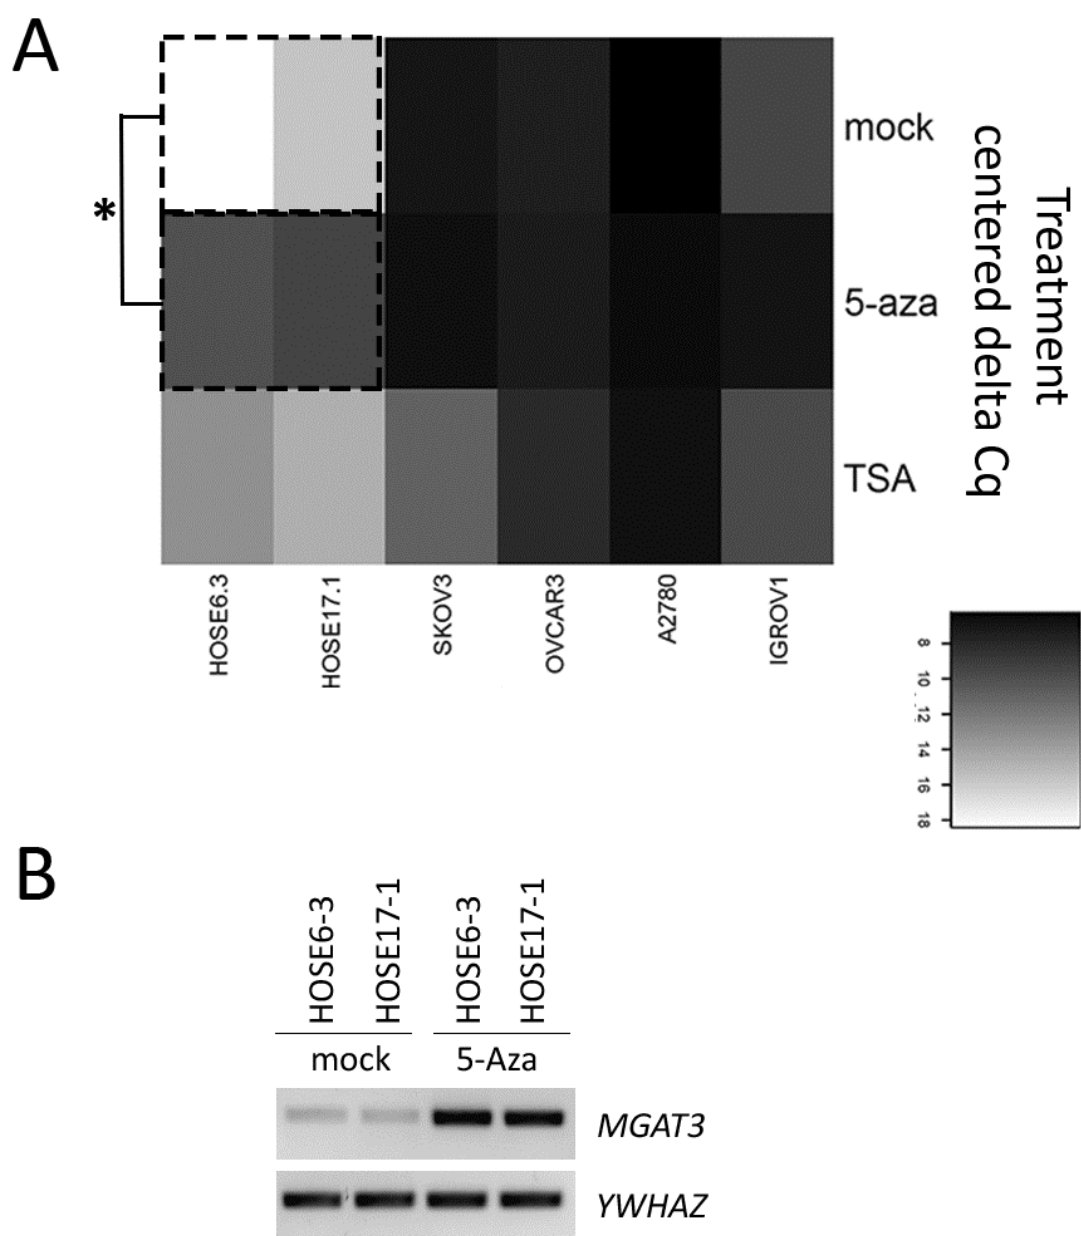 A
*
mock
5-aza
TSA
Treatment
centered delta Cq
HOSE6.3
HOSE17.1
SKOV3
OVCAR3
A2780
IGROV1
8
10
12
14
16
18
B
HOSE6-3
HOSE17-1
HOSE6-3
HOSE17-1
mock
5-Aza
MGAT3
YWHAZ